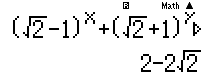 R Math ▲
(√2-1)^x+(√2+1)^y▷
2-2√2